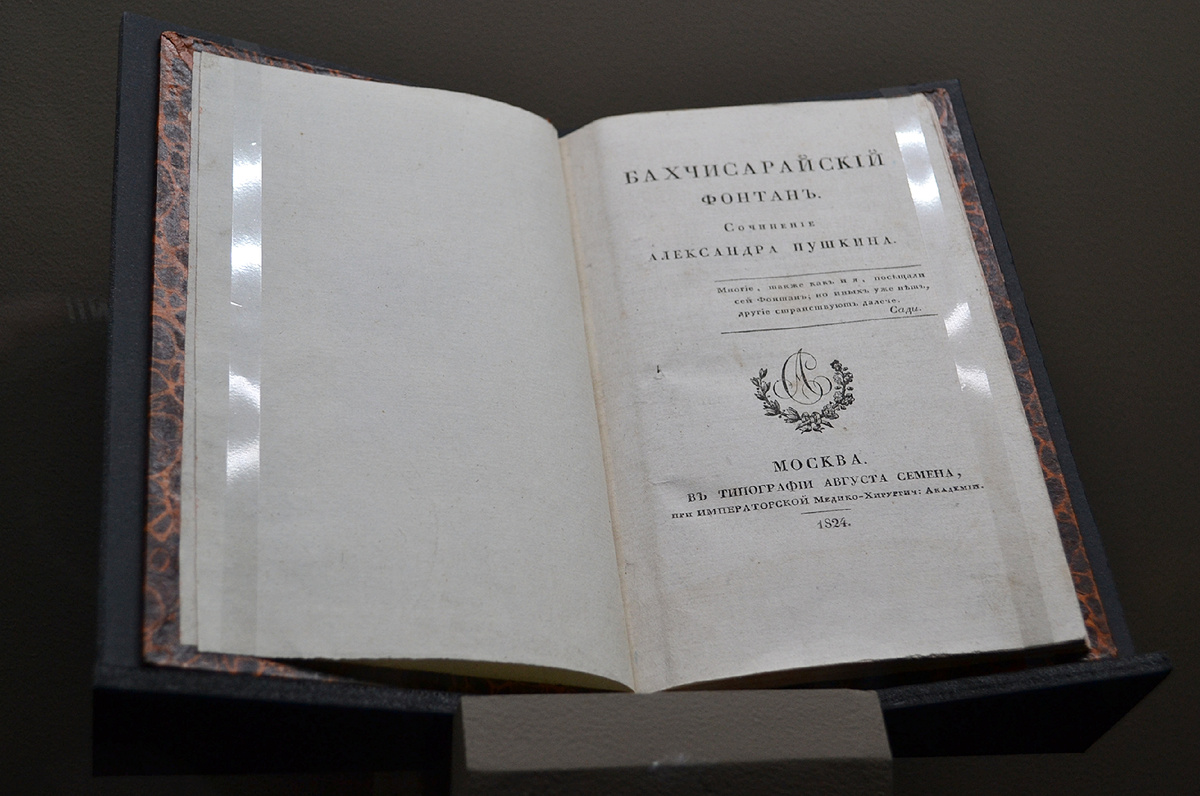 БАХЧИСАРАЙСКІЙ
ФОНТАНЪ.
Сочиненіе
АЛЕКСАНДРА ПУШКИНА.
Многіе, также какъ и я, посѣщали
сей Фонтанъ; но иныхъ уже нѣтъ,
другіе странствуютъ далече.
Сади.
МОСКВА.
ВЪ ТИПОГРАФІИ АВГУСТА СЕМЕНА,
при ИМПЕРАТОРСКОЙ Медико-Хирургич: Академіи.
1824.